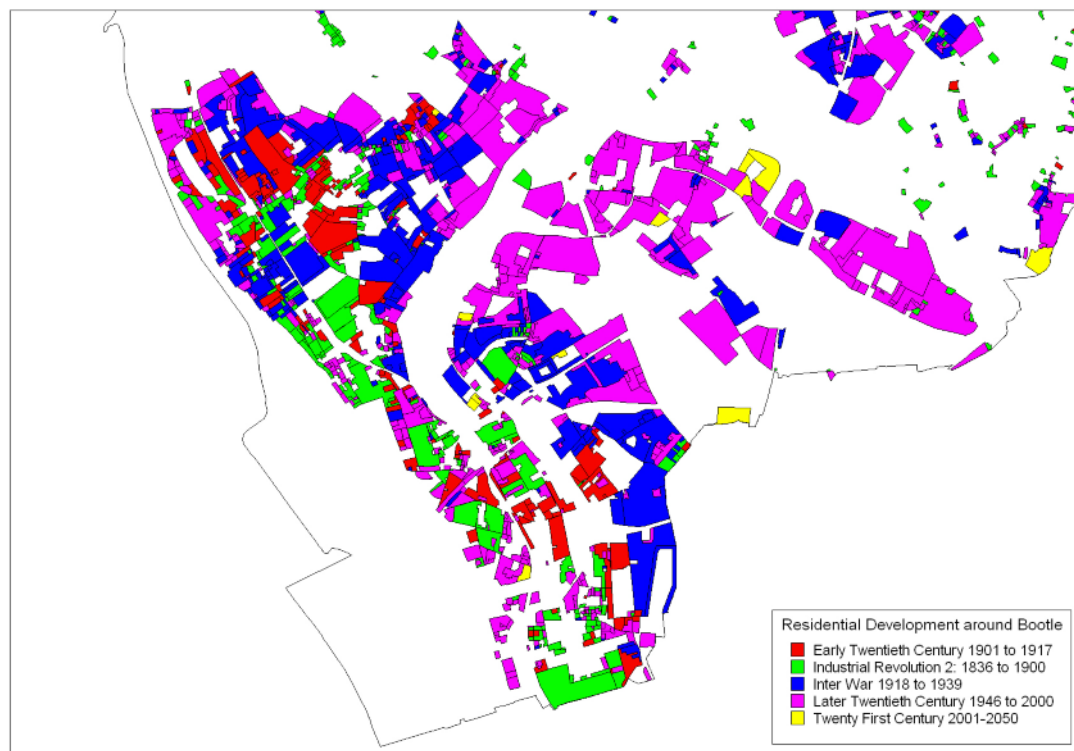 Residential Development around Bootle
Early Twentieth Century 1901 to 1917
Industrial Revolution 2: 1836 to 1900
Inter War 1918 to 1939
Later Twentieth Century 1946 to 2000
Twenty First Century 2001-2050